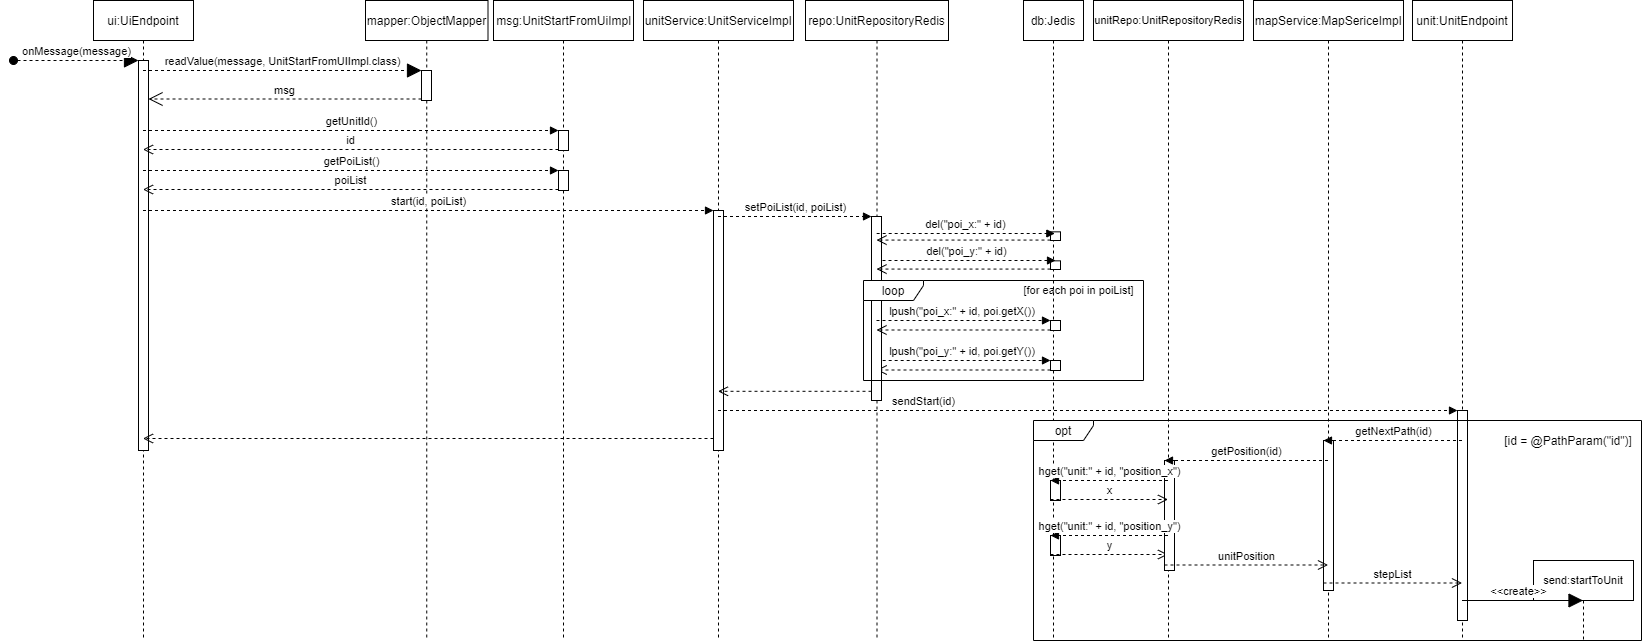 ui:UiEndpoint
mapper:ObjectMapper
msg:UnitStartFromUiImpl
unitService:UnitServiceImpl
repo:UnitRepositoryRedis
db:Jedis
unitRepo:UnitRepositoryRedis
mapService:MapSericeImpl
unit:UnitEndpoint
onMessage(message)
readValue(message, UnitStartFromUIImpl.class)
msg
getUnitId()
id
getPoiList()
poiList
start(id, poiList)
setPoiList(id, poiList)
del("poi_x:" + id)
del("poi_y:" + id)
loop
[for each poi in poiList]
lpush("poi_x:" + id, poi.getX())
lpush("poi_y:" + id, poi.getY())
sendStart(id)
opt
getNextPath(id)
[id = @PathParam("id")]
getPosition(id)
hget("unit:" + id, "position_x")
x
hget("unit:" + id, "position_y")
y
unitPosition
stepList
send:startToUnit
<<create>>